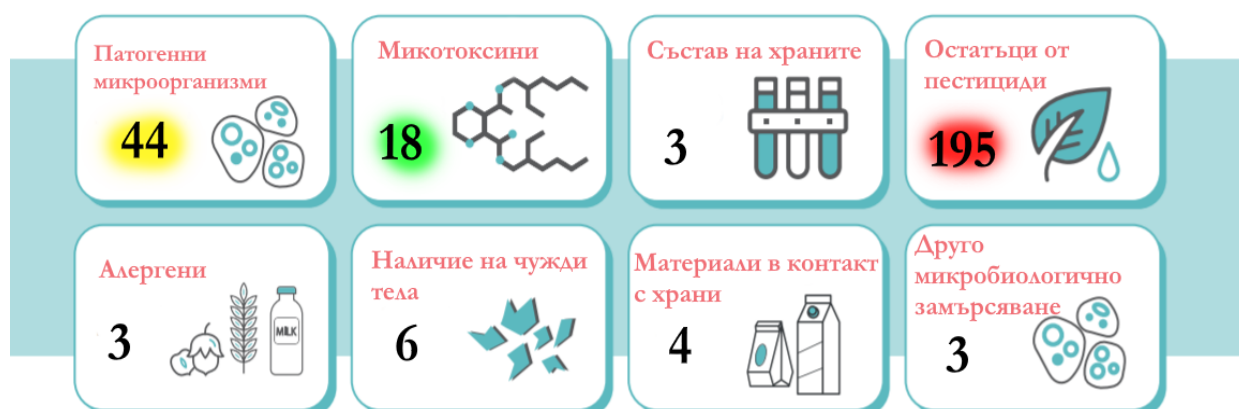 Патогенни
микроорганизми
44
Микотоксини
18
Състав на храните
3
Остатъци от
пестициди
195
Алергени
3
MILK
Наличие на чужди
тела
6
Материали в контакт
с храни
4
Друго
микробиологично
замърсяване
3